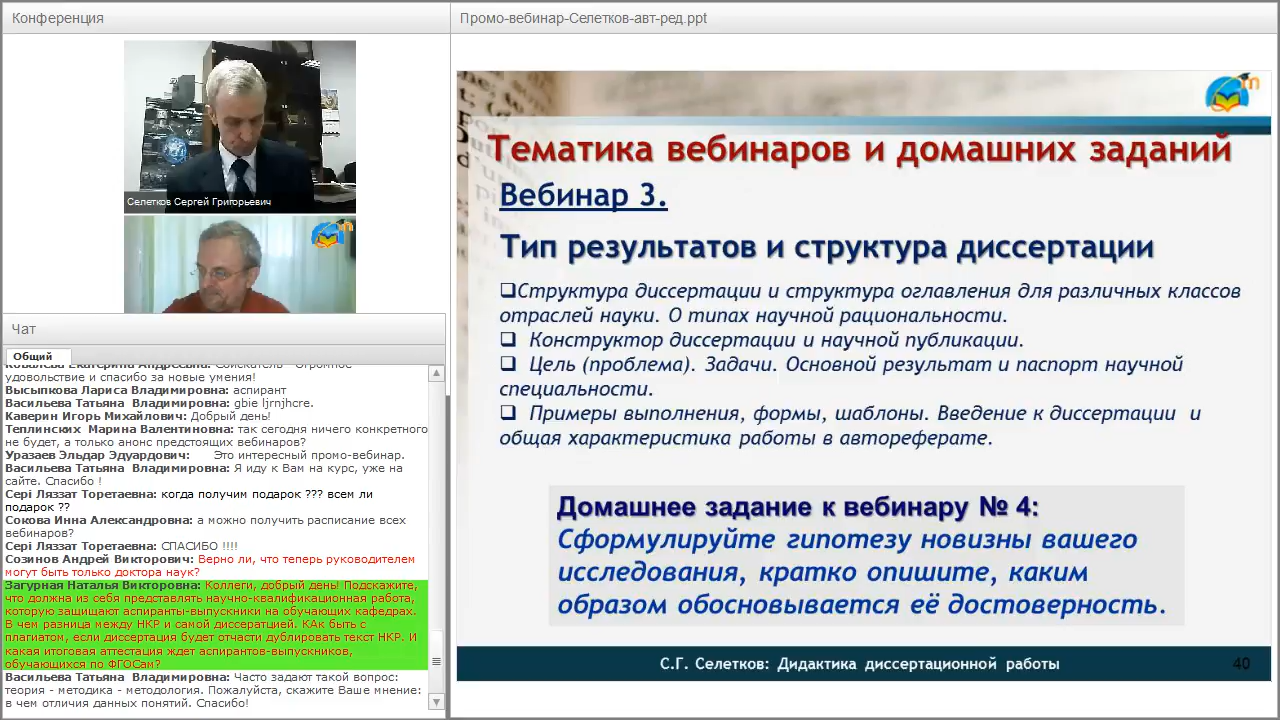 Конференция
Промо-вебинар-Селетков-авт-ред.ppt
Селетков Сергей Григорьевич
Чат
Общий
Ковалева Екатерина Андреевна: Соискатель - Огромное
удовольствие и спасибо за новые умения!
Высыпкова Лариса Владимировна: аспирант
Васильева Татьяна Владимировна: gbie ljrnjhcre.
Каверин Игорь Михайлович: Добрый день!
Теплинских Марина Валентиновна: так сегодня ничего конкретного
не будет, а только анонс предстоящих вебинаров?
Уразаев Эльдар Эдуардович: Это интересный промо-вебинар.
Васильева Татьяна Владимировна: Я иду к Вам на курс, уже на
сайте. Спасибо !
Серi Ляззат Торетаевна: когда получим подарок ??? всем ли
подарок ??
Сокова Инна Александровна: а можно получить расписание всех
вебинаров?
Серi Ляззат Торетаевна: СПАСИБО !!!!
Созинов Андрей Викторович: Верно ли, что теперь руководителем
могут быть только доктора наук?
Загурная Наталья Викторовна: Коллеги, добрый день! Подскажите,
что должна из себя представлять научно-квалификационная работа,
которую защищают аспиранты-выпускники на обучающих кафедрах.
В чем разница между НКР и самой диссератцией. КАк быть с
плагиатом, если диссертация будет отчасти дублировать текст НКР. И
какая итоговая аттестация ждет аспирантов-выпускников,
обучающихся по ФГОСам?
Васильева Татьяна Владимировна: Часто задают такой вопрос:
теория - методика - методология. Пожалуйста, скажите Ваше мнение:
в чем отличия данных понятий. Спасибо!
Тематика вебинаров и домашних заданий
Вебинар 3.
Тип результатов и структура диссертации
Структура диссертации и структура оглавления для различных классов
отраслей науки. О типах научной рациональности.
Конструктор диссертации и научной публикации.
Цель (проблема). Задачи. Основной результат и паспорт научной
специальности.
Примеры выполнения, формы, шаблоны. Введение к диссертации и
общая характеристика работы в автореферате.
Домашнее задание к вебинару № 4:
Сформулируйте гипотезу новизны вашего
исследования, кратко опишите, каким
образом обосновывается её достоверность.
С.Г. Селетков: Дидактика диссертационной работы
40